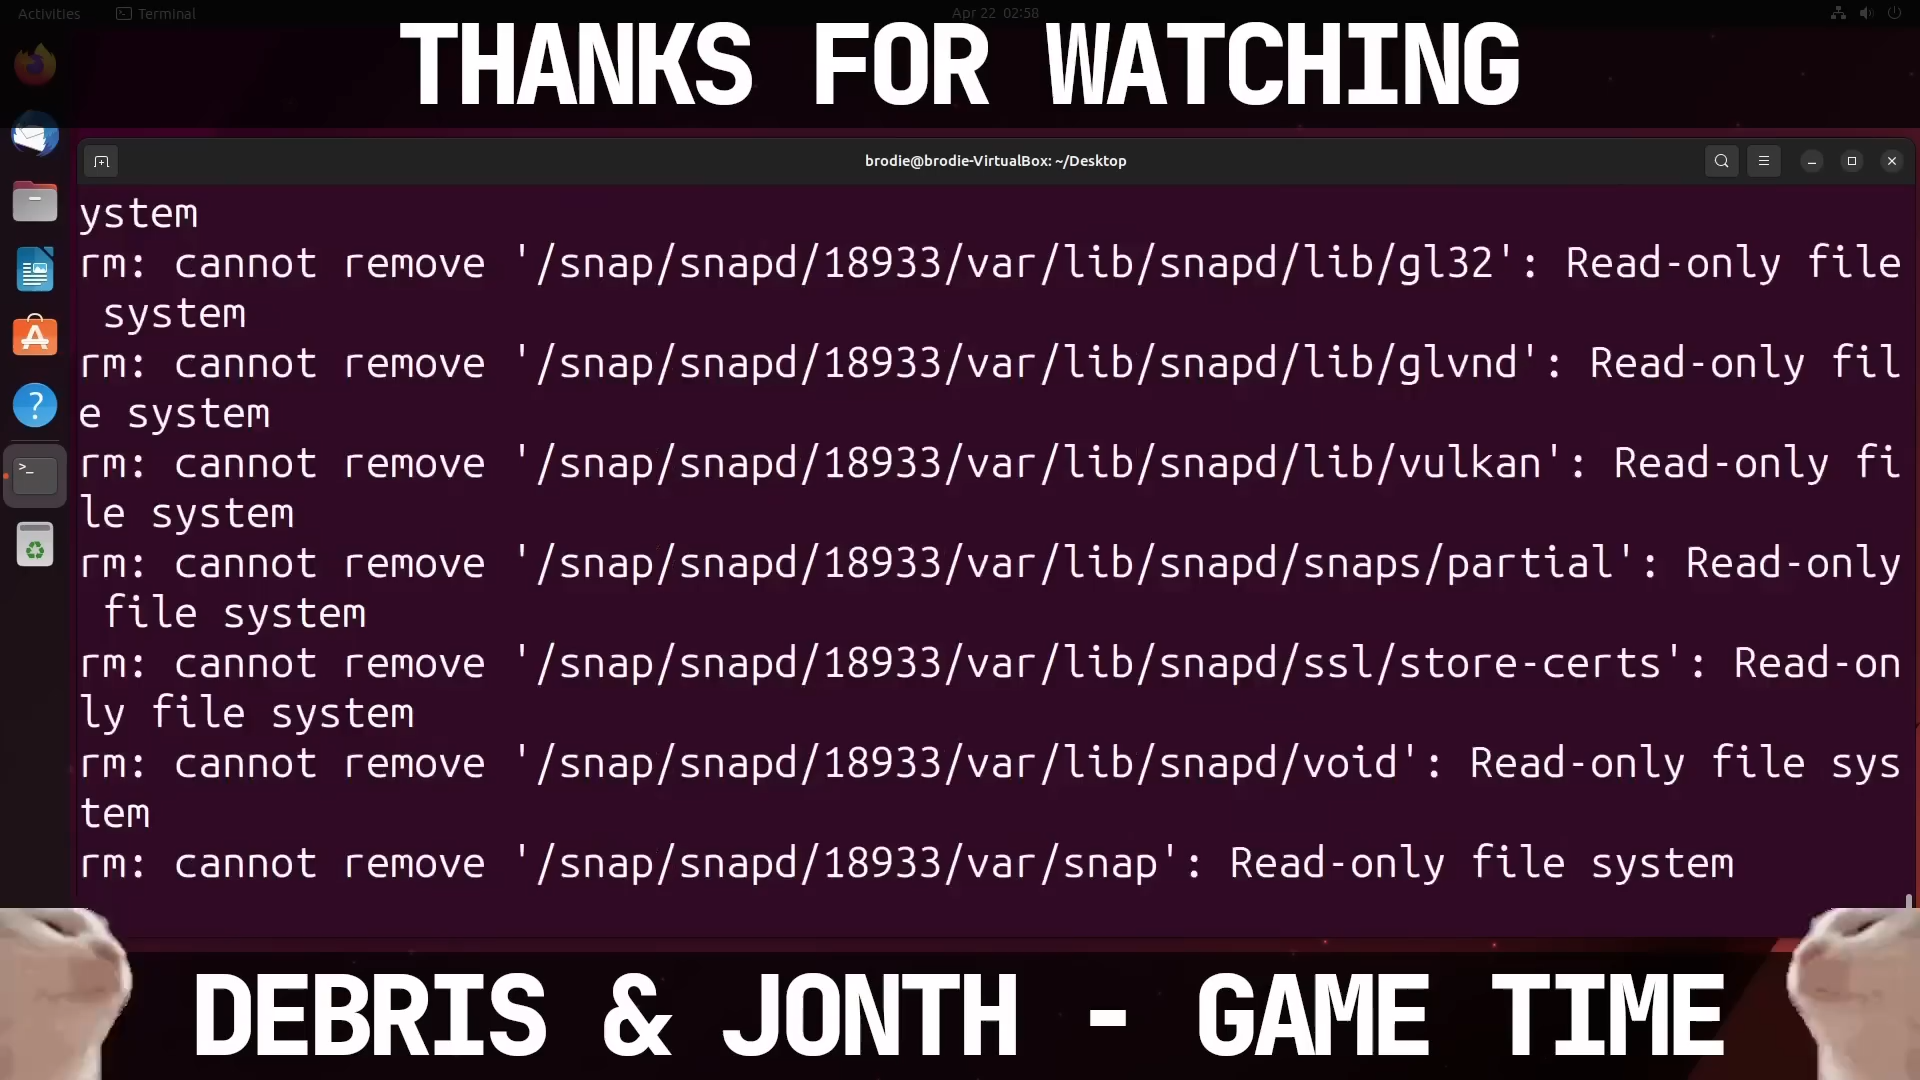 Activities Terminal Apr 22 02:58
THANKS FOR WATCHING
brodie@brodie-VirtualBox: ~/Desktop
ystem
rm: cannot remove '/snap/snapd/18933/var/lib/snapd/lib/gl32': Read-only file
 system
rm: cannot remove '/snap/snapd/18933/var/lib/snapd/lib/glvnd': Read-only fil
e system
rm: cannot remove '/snap/snapd/18933/var/lib/snapd/lib/vulkan': Read-only fi
le system
rm: cannot remove '/snap/snapd/18933/var/lib/snapd/snaps/partial': Read-only
 file system
rm: cannot remove '/snap/snapd/18933/var/lib/snapd/ssl/store-certs': Read-on
ly file system
rm: cannot remove '/snap/snapd/18933/var/lib/snapd/void': Read-only file sys
tem
rm: cannot remove '/snap/snapd/18933/var/snap': Read-only file system
DEBRIS & JONTH - GAME TIME